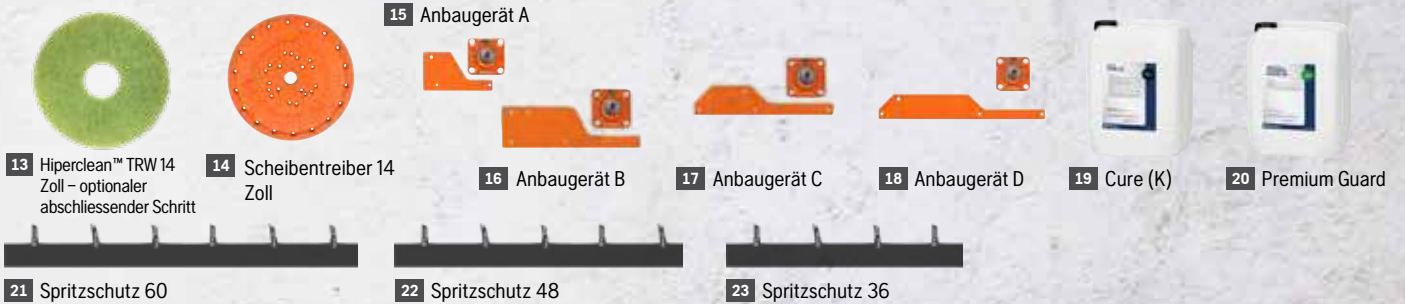 15 Anbaugerät A
13 Hiperclean™ TRW 14
Zoll – optionaler
abschliessender Schritt
14 Scheibentreiber 14
Zoll
16 Anbaugerät B
17 Anbaugerät C
18 Anbaugerät D
19 Cure (K)
20 Premium Guard
21 Spritzschutz 60
22 Spritzschutz 48
23 Spritzschutz 36